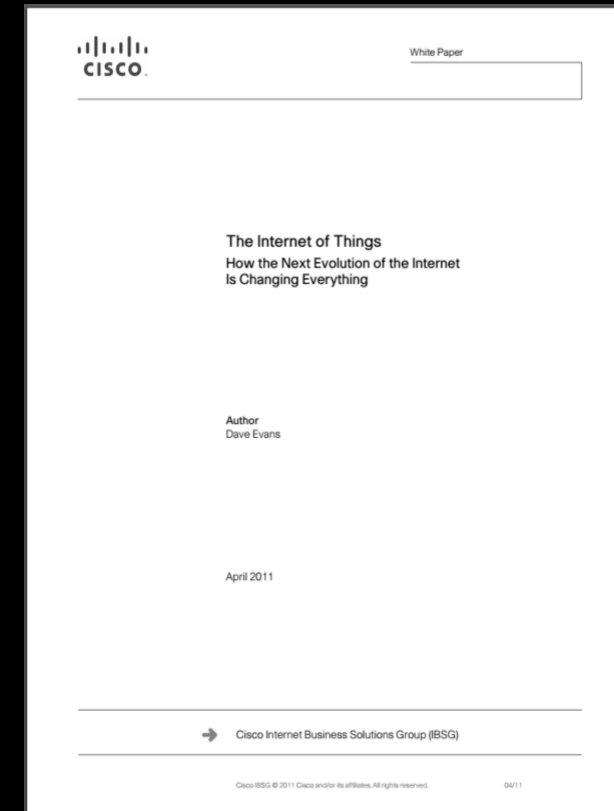 CISCO
White Paper
The Internet of Things
How the Next Evolution of the Internet
Is Changing Everything
Author
Dave Evans
April 2011
Cisco Internet Business Solutions Group (IBSG)
Cisco IBSG © 2011 Cisco and/or its affiliates. All rights reserved.
04/11